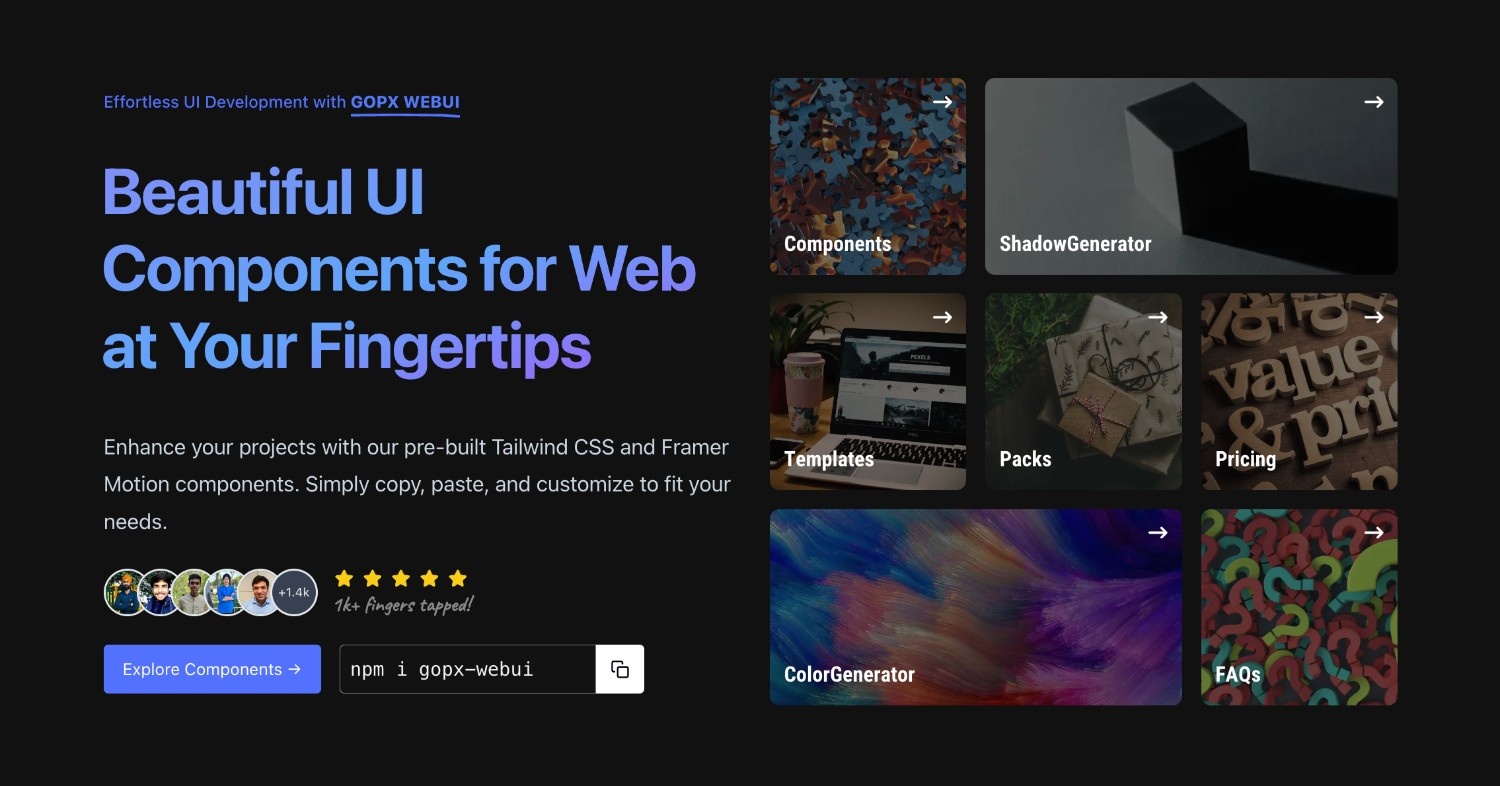 Effortless UI Development with GOPX WEBUI
Beautiful UI
Components for Web
at Your Fingertips
Enhance your projects with our pre-built Tailwind CSS and Framer
Motion components. Simply copy, paste, and customize to fit your
needs.
+1.4k
1k+ fingers tapped!
Explore Components →
npm i gopx-webui
Components
ShadowGenerator
PEXELS
Templates
Packs
value
& pric
Pricing
ColorGenerator
FAQs